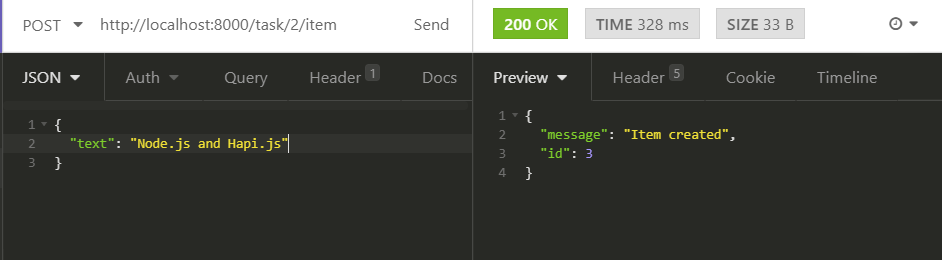 POST http://localhost:8000/task/2/item Send 200 OK TIME 328 ms SIZE 33 B
JSON Auth Query Header 1 Docs Preview Header 5 Cookie Timeline
1 {
2 "text": "Node.js and Hapi.js"
3 }
1 {
2 "message": "Item created",
3 "id": 3
4 }